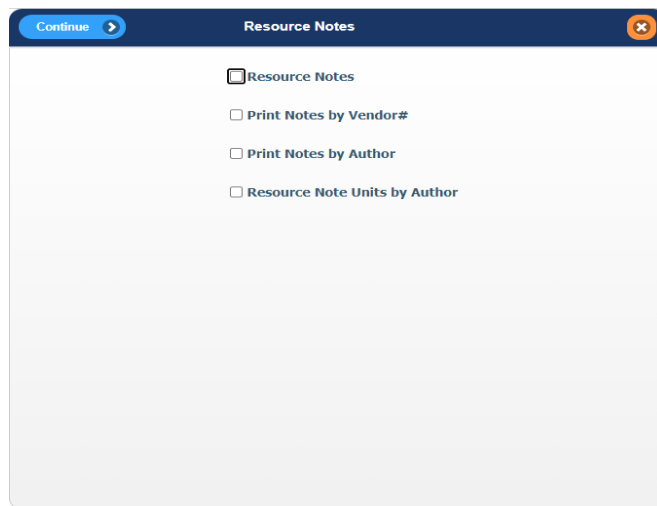 Continue
Resource Notes
Resource Notes
Print Notes by Vendor#
Print Notes by Author
Resource Note Units by Author